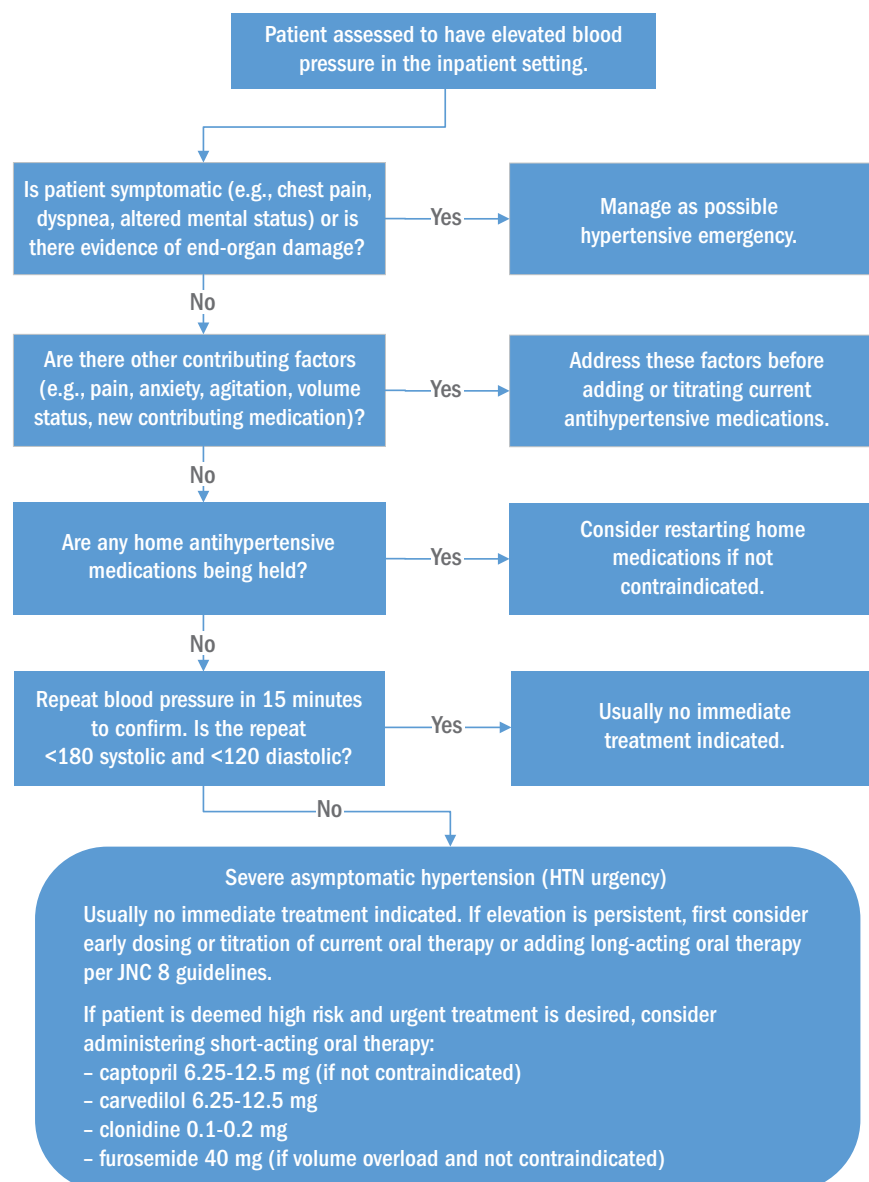 Patient assessed to have elevated blood
pressure in the inpatient setting.
Is patient symptomatic (e.g., chest pain,
dyspnea, altered mental status) or is
there evidence of end-organ damage?
Yes
Manage as possible
hypertensive emergency.
No
Are there other contributing factors
(e.g., pain, anxiety, agitation, volume
status, new contributing medication)?
Yes
Address these factors before
adding or titrating current
antihypertensive medications.
No
Are any home antihypertensive
medications being held?
Yes
Consider restarting home
medications if not
contraindicated.
No
Repeat blood pressure in 15 minutes
to confirm. Is the repeat
<180 systolic and <120 diastolic?
Yes
Usually no immediate
treatment indicated.
No
Severe asymptomatic hypertension (HTN urgency)
Usually no immediate treatment indicated. If elevation is persistent, first consider
early dosing or titration of current oral therapy or adding long-acting oral therapy
per JNC 8 guidelines.
If patient is deemed high risk and urgent treatment is desired, consider
administering short-acting oral therapy:
– captopril 6.25-12.5 mg (if not contraindicated)
– carvedilol 6.25-12.5 mg
– clonidine 0.1-0.2 mg
– furosemide 40 mg (if volume overload and not contraindicated)